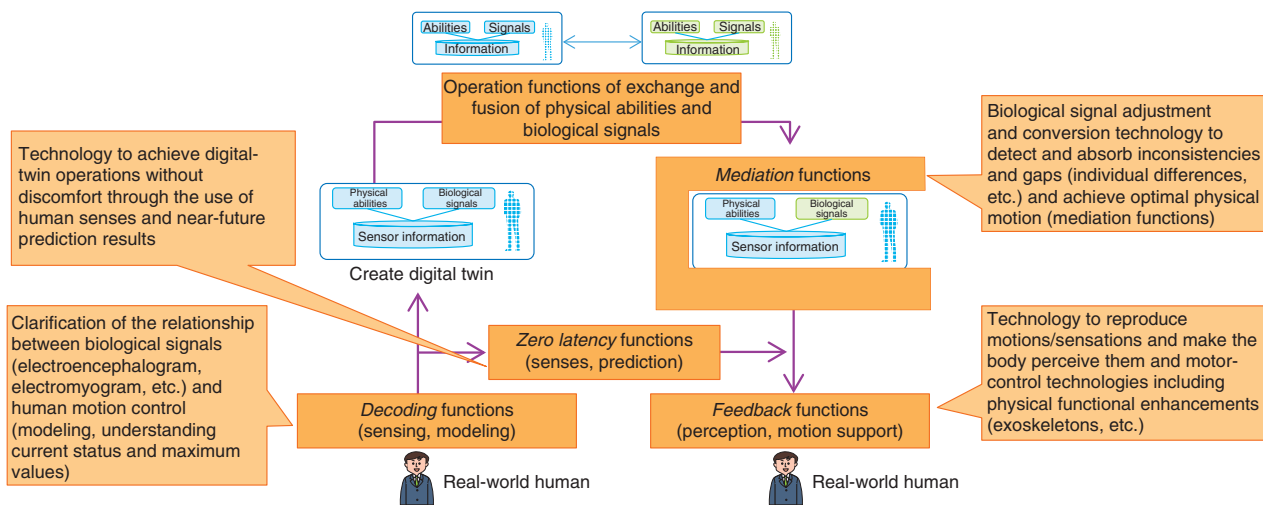 Abilities Signals
Information
Abilities Signals
Information
Operation functions of exchange and
fusion of physical abilities and
biological signals
Technology to achieve digital-
twin operations without
discomfort through the use of
human senses and near-future
prediction results
Physical
abilities
Biological
signals
Sensor information
Create digital twin
Mediation functions
Physical
abilities
Biological
signals
Sensor information
Biological signal adjustment
and conversion technology to
detect and absorb inconsistencies
and gaps (individual differences,
etc.) and achieve optimal physical
motion (mediation functions)
Clarification of the relationship
between biological signals
(electroencephalogram,
electromyogram, etc.) and
human motion control
(modeling, understanding
current status and maximum
values)
Zero latency functions
(senses, prediction)
Technology to reproduce
motions/sensations and make the
body perceive them and motor-
control technologies including
physical functional enhancements
(exoskeletons, etc.)
Decoding functions
(sensing, modeling)
Feedback functions
(perception, motion support)
Real-world human
Real-world human